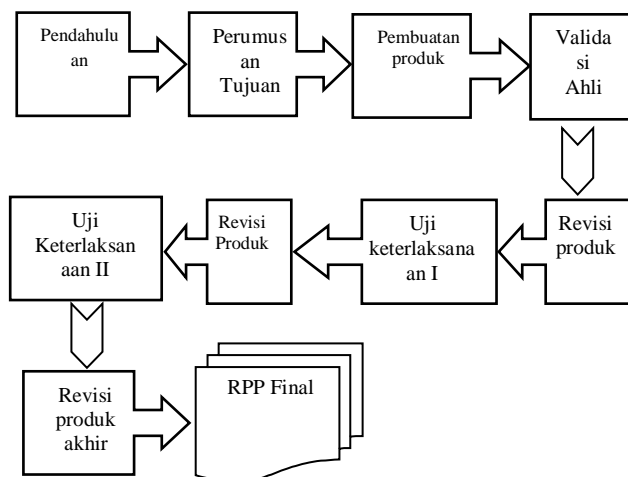 Pendahulu
an
Perumus
an
Tujuan
Pembuatan
produk
Valida
si
Ahli
Uji
Keterlaksan
aan II
Revisi
Produk
Uji
keterlaksana
an I
Revisi
produk
Revisi
produk
akhir
RPP Final